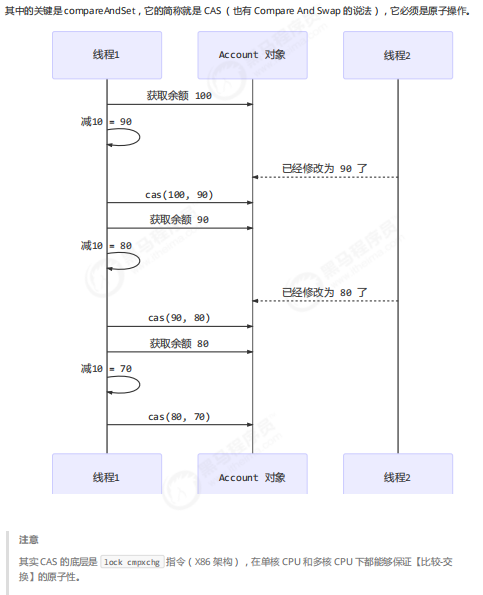 其中的关键是 compareAndSet，它的简称就是 CAS （也有 Compare And Swap 的说法），它必须是原子操作。
线程1 Account 对象 线程2
获取余额 100
减10 = 90
已经修改为 90 了
cas(100, 90)
获取余额 90
减10 = 80
已经修改为 80 了
cas(90, 80)
获取余额 80
减10 = 70
cas(80, 70)
线程1 Account 对象 线程2
注意
其实 CAS 的底层是 lock cmpxchg 指令（X86 架构），在单核 CPU 和多核 CPU 下都能够保证【比较-交
换】的原子性。